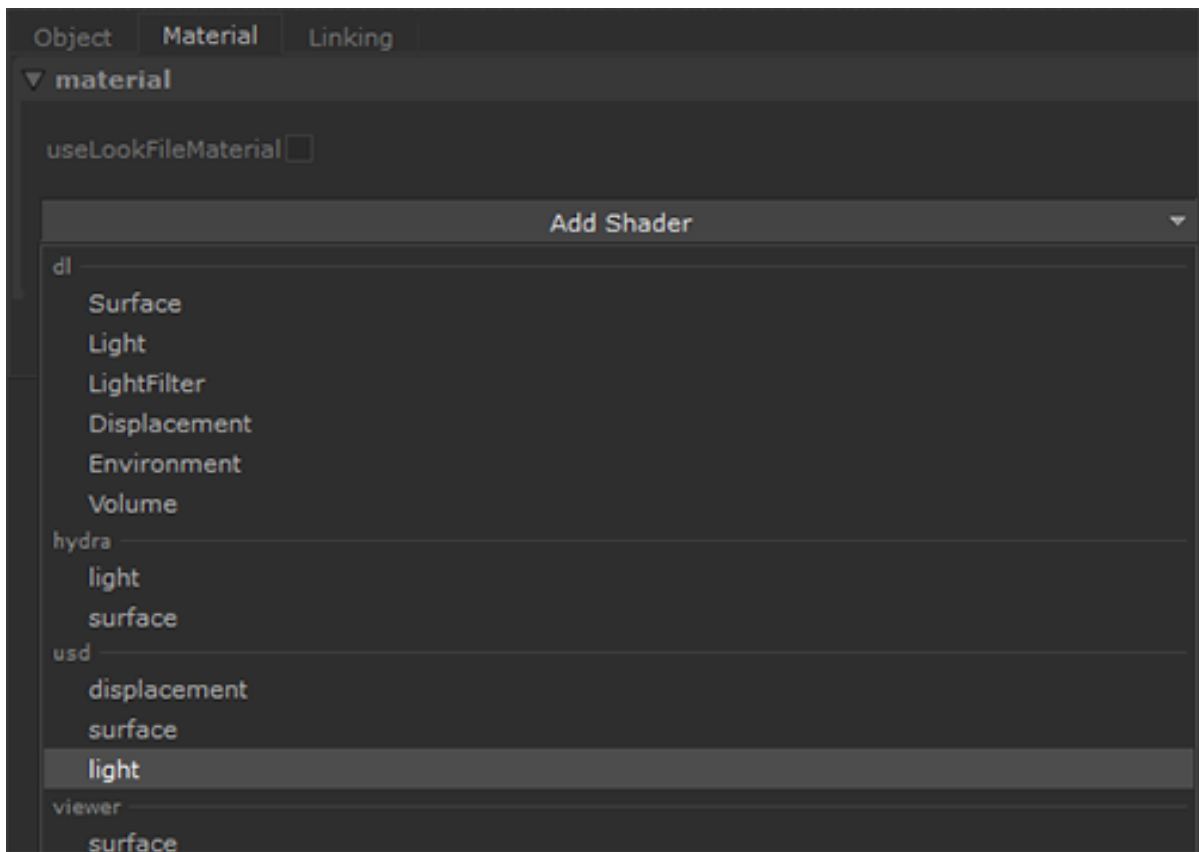 Object Material Linking
material
useLookFileMaterial
Add Shader
dl
Surface
Light
LightFilter
Displacement
Environment
Volume
hydra
light
surface
usd
displacement
surface
light
viewer
surface